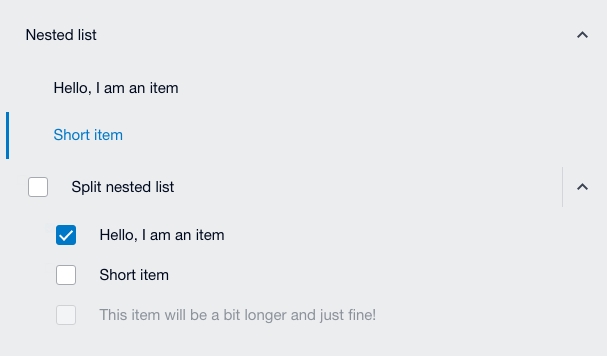 Nested list
Hello, I am an item
Short item
Split nested list
Hello, I am an item
Short item
This item will be a bit longer and just fine!